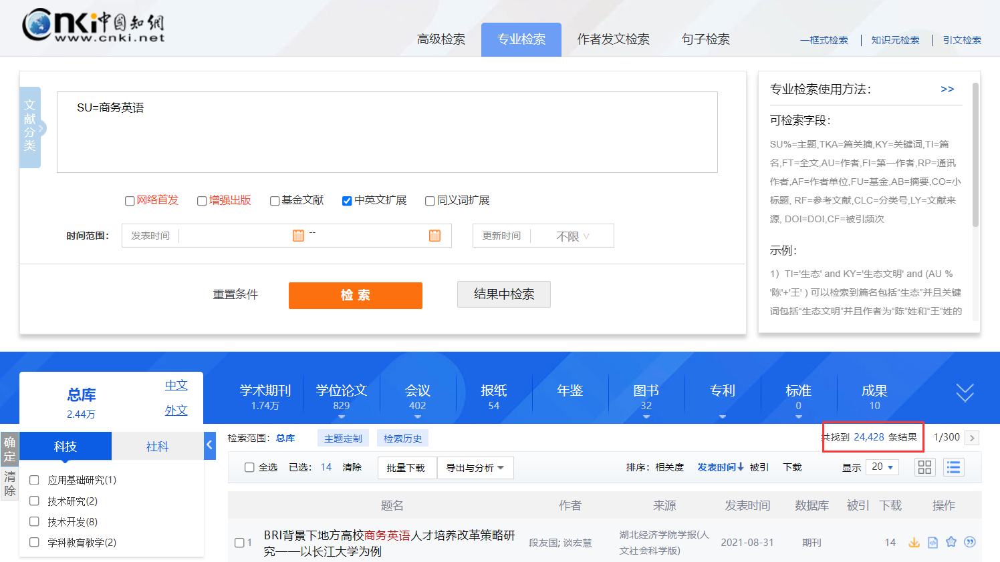 cnki中国知網
www.cnki.net
高级检索 专业检索 作者发文检索 句子检索 一框式检索 | 知识元检索 | 引文检索
文献分类
SU=商务英语
网络首发 增强出版 基金文献 中英文扩展 同义词扩展
时间范围： 发表时间 -- 更新时间 不限
重置条件 检索 结果中检索
专业检索使用方法： >>
可检索字段：
SU%=主题,TKA=篇关摘,KY=关键词,TI=篇
名,FT=全文,AU=作者,FI=第一作者,RP=通讯
作者,AF=作者单位,FU=基金,AB=摘要,CO=小
标题, RF=参考文献,CLC=分类号,LY=文献来
源, DOI=DOI,CF=被引频次
示例：
1）TI='生态' and KY='生态文明' and (AU %
'陈'+'王' ) 可以检索到篇名包括“生态”并且关键
词包括“生态文明”并且作者为“陈”姓和“王”姓的
总库 中文
2.44万 外文
学术期刊 学位论文 会议 报纸 年鉴 图书 专利 标准 成果
1.74万 829 402 54 32 0 10
确定
清除
科技 社科
应用基础研究(1)
技术研究(2)
技术开发(8)
学科教育教学(2)
检索范围：总库 主题定制 检索历史 共找到 24,428 条结果 1/300 >
全选 已选：14 清除 批量下载 导出与分析 排序：相关度 发表时间↓ 被引 下载 显示 20
题名 作者 来源 发表时间 数据库 被引 下载 操作
1 BRI背景下地方高校商务英语人才培养改革策略研
究——以长江大学为例
段友国; 谈宏慧
湖北经济学院学报(人
文社会科学版)
2021-08-31 期刊 14